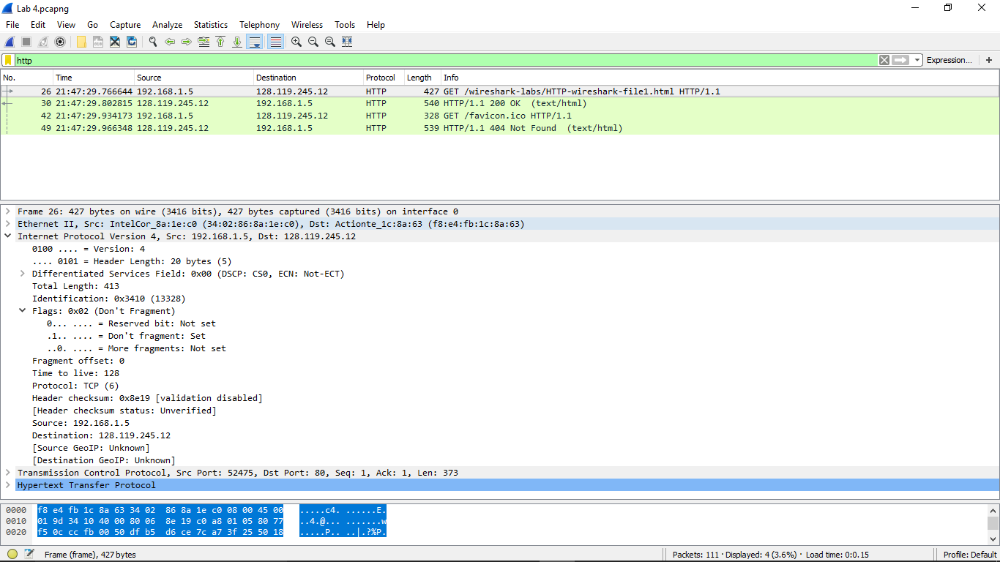 Lab 4.pcapng
File Edit View Go Capture Analyze Statistics Telephony Wireless Tools Help
http Expression... +
No. Time Source Destination Protocol Length Info
26 21:47:29.766644 192.168.1.5 128.119.245.12 HTTP 427 GET /wireshark-labs/HTTP-wireshark-file1.html HTTP/1.1
30 21:47:29.802815 128.119.245.12 192.168.1.5 HTTP 540 HTTP/1.1 200 OK (text/html)
42 21:47:29.934173 192.168.1.5 128.119.245.12 HTTP 328 GET /favicon.ico HTTP/1.1
49 21:47:29.966348 128.119.245.12 192.168.1.5 HTTP 539 HTTP/1.1 404 Not Found (text/html)
Frame 26: 427 bytes on wire (3416 bits), 427 bytes captured (3416 bits) on interface 0
Ethernet II, Src: IntelCor_8a:1e:c0 (34:02:86:8a:1e:c0), Dst: Actionte_1c:8a:63 (f8:e4:fb:1c:8a:63)
Internet Protocol Version 4, Src: 192.168.1.5, Dst: 128.119.245.12
0100 .... = Version: 4
.... 0101 = Header Length: 20 bytes (5)
Differentiated Services Field: 0x00 (DSCP: CS0, ECN: Not-ECT)
Total Length: 413
Identification: 0x3410 (13328)
Flags: 0x02 (Don't Fragment)
0... .... = Reserved bit: Not set
.1.. .... = Don't fragment: Set
..0. .... = More fragments: Not set
Fragment offset: 0
Time to live: 128
Protocol: TCP (6)
Header checksum: 0x8e19 [validation disabled]
[Header checksum status: Unverified]
Source: 192.168.1.5
Destination: 128.119.245.12
[Source GeoIP: Unknown]
[Destination GeoIP: Unknown]
Transmission Control Protocol, Src Port: 52475, Dst Port: 80, Seq: 1, Ack: 1, Len: 373
Hypertext Transfer Protocol
0000 f8 e4 fb 1c 8a 63 34 02 86 8a 1e c0 08 00 45 00 .....c4. ......E.
0010 01 9d 34 10 40 00 80 06 8e 19 c0 a8 01 05 80 77 ..4.@... .......w
0020 f5 0c cc fb 00 50 df b5 d6 ce 7c a7 3f 25 50 18 .....P.. ..|.?%P.
Frame (frame), 427 bytes Packets: 111 · Displayed: 4 (3.6%) · Load time: 0:0.15 Profile: Default